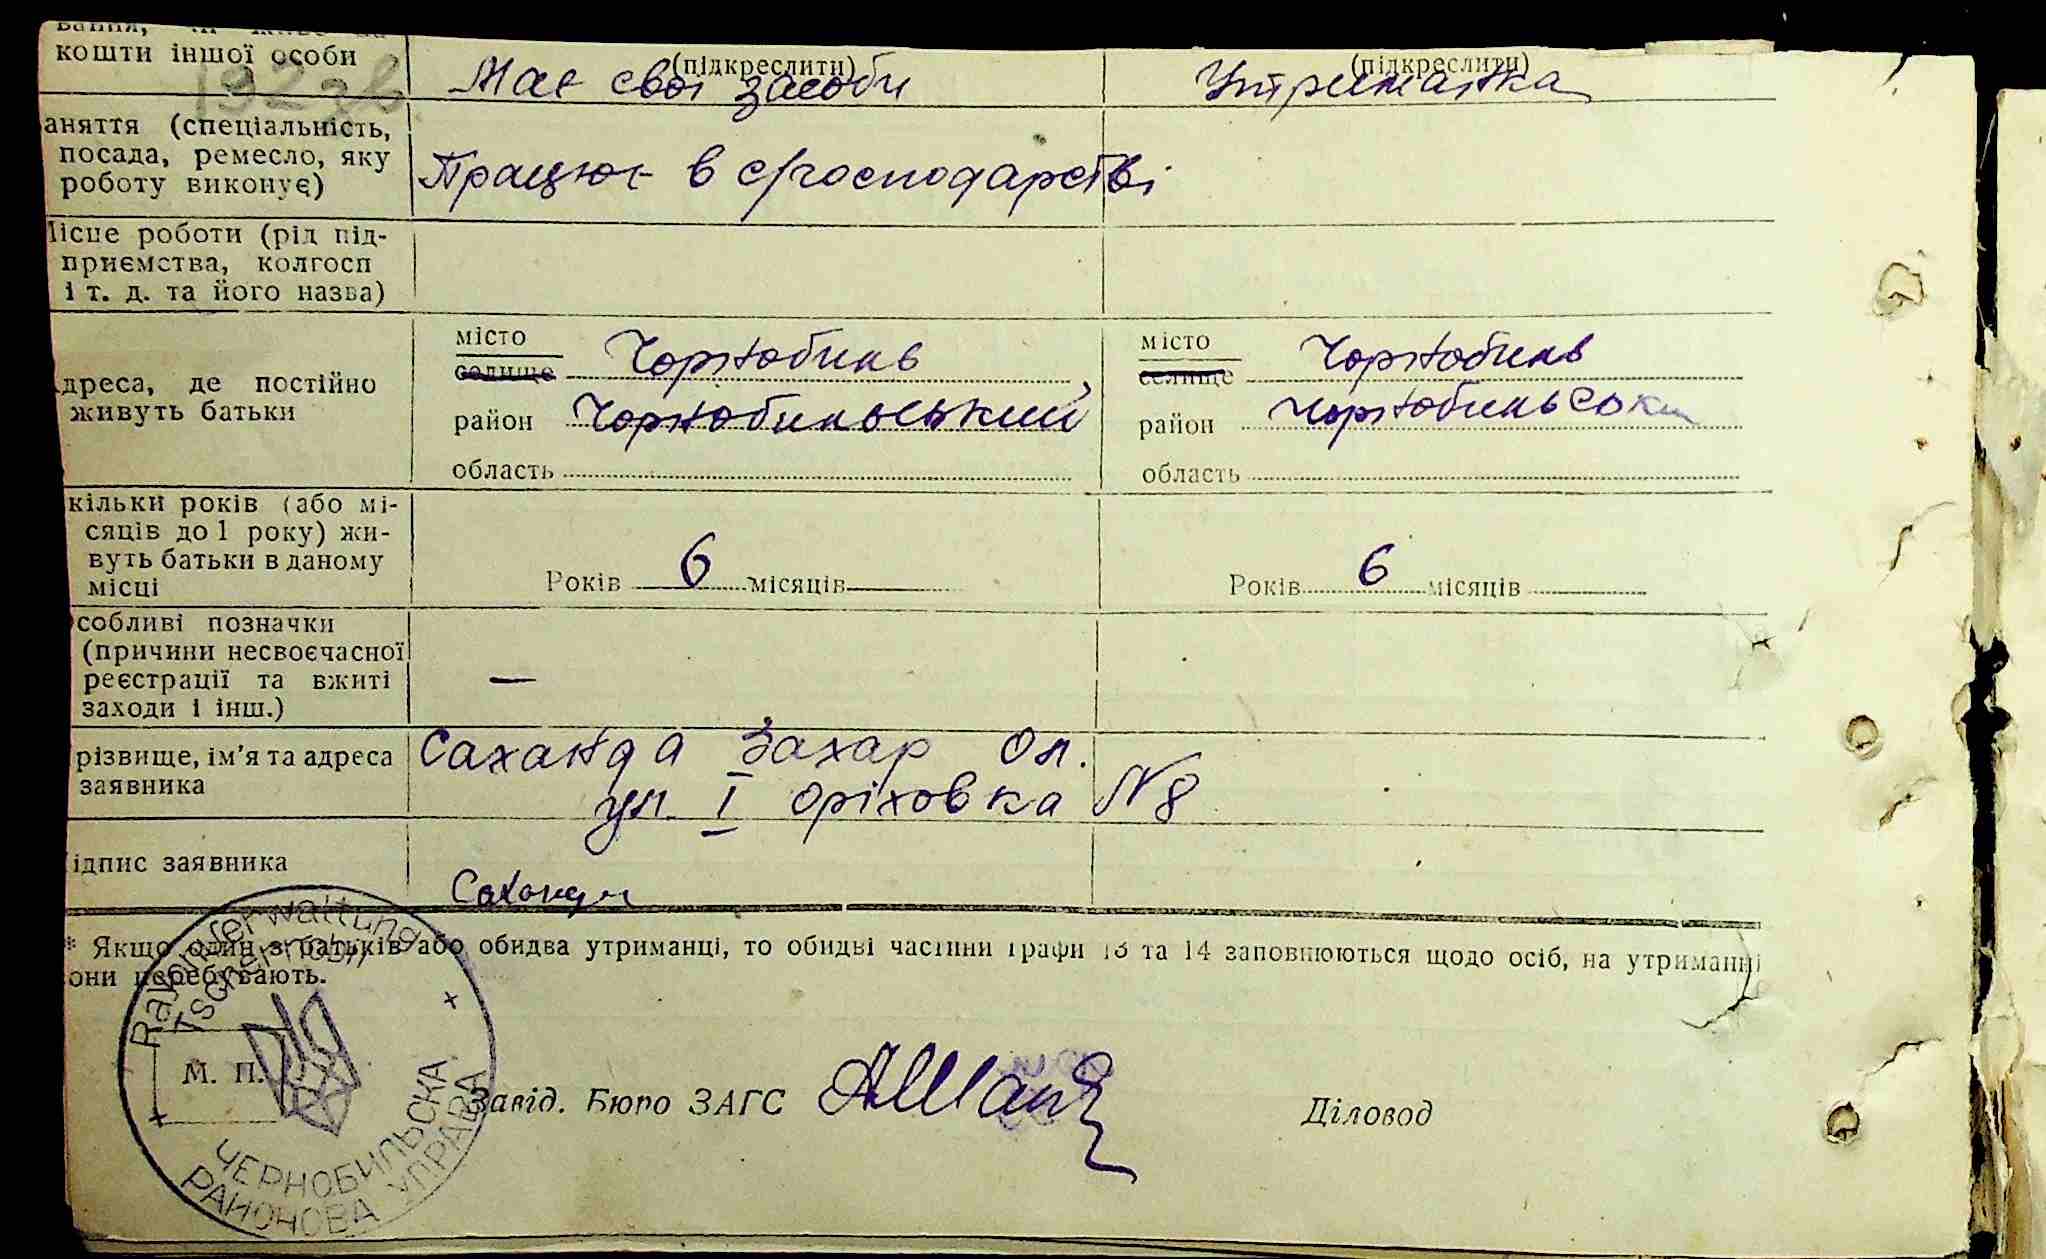 кошти іншої особи
(підкреслити)
(підкреслити)
Має свої засоби
Утриманка
аняття (спеціальність,
посада, ремесло, яку
роботу виконує)
Працює в с/господарстві
Місце роботи (рід під-
приємства, колгосп
і т. д. та його назва)
дреса, де постійно
живуть батьки
місто
селище
Чорнобиль
район Чорнобильський
область
місто
селище
Чорнобиль
район Чорнобильськи
область
кільки років (або мі-
сяців до 1 року) жи-
вуть батьки в даному
місці
Років 6 місяців
Років 6 місяців
собливі позначки
(причини несвоєчасної
реєстрації та вжиті
заходи і інш.)
—
різвище, ім'я та адреса
заявника
Саханда Захар Ол.
ул. I Оріховка N8
ідпис заявника
* Якщо один з батьків або обидва утриманці, то обидві частини графи 13 та 14 заповнюються щодо осіб, на утриманні
они перебувають.
Rayonverwaltung
Tschernobil
М. П.
ЧЕРНОБИЛЬСКА
РАЙОНОВА УПРАВА
Завід. Бюро ЗАГС
Діловод